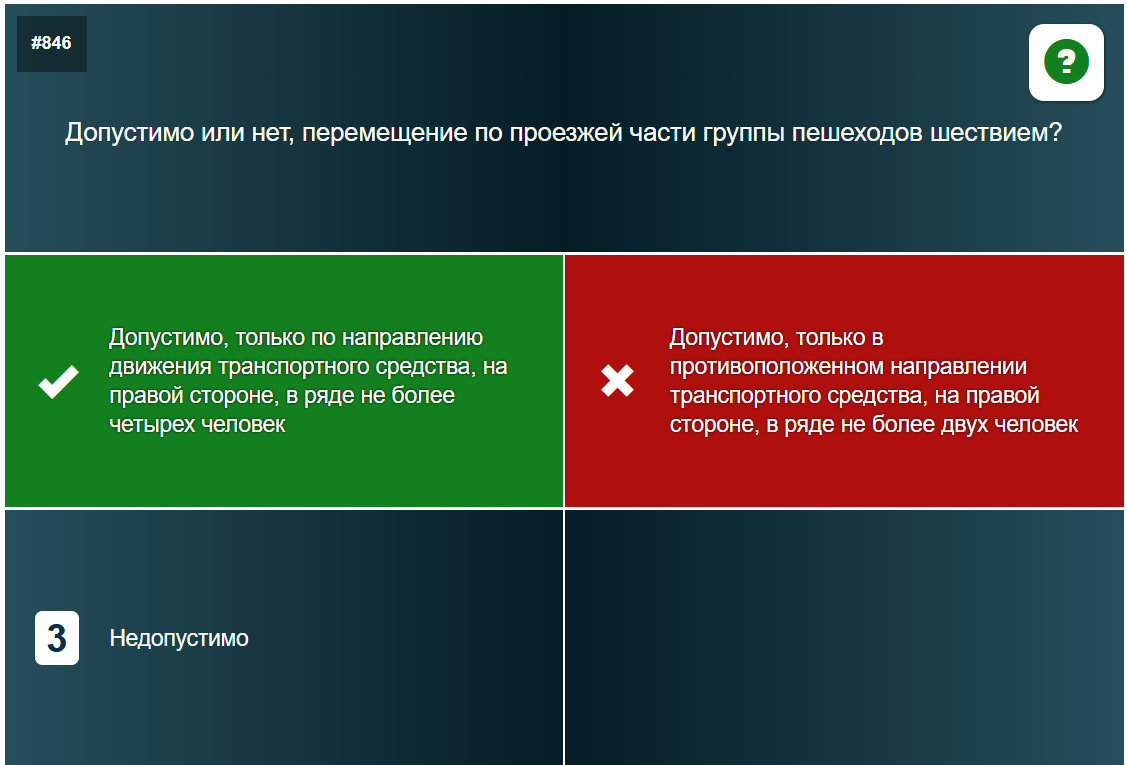 #846
?
Допустимо или нет, перемещение по проезжей части группы пешеходов шествием?
Допустимо, только по направлению
движения транспортного средства, на
правой стороне, в ряде не более
четырех человек
Допустимо, только в
противоположенном направлении
транспортного средства, на правой
стороне, в ряде не более двух человек
3
Недопустимо